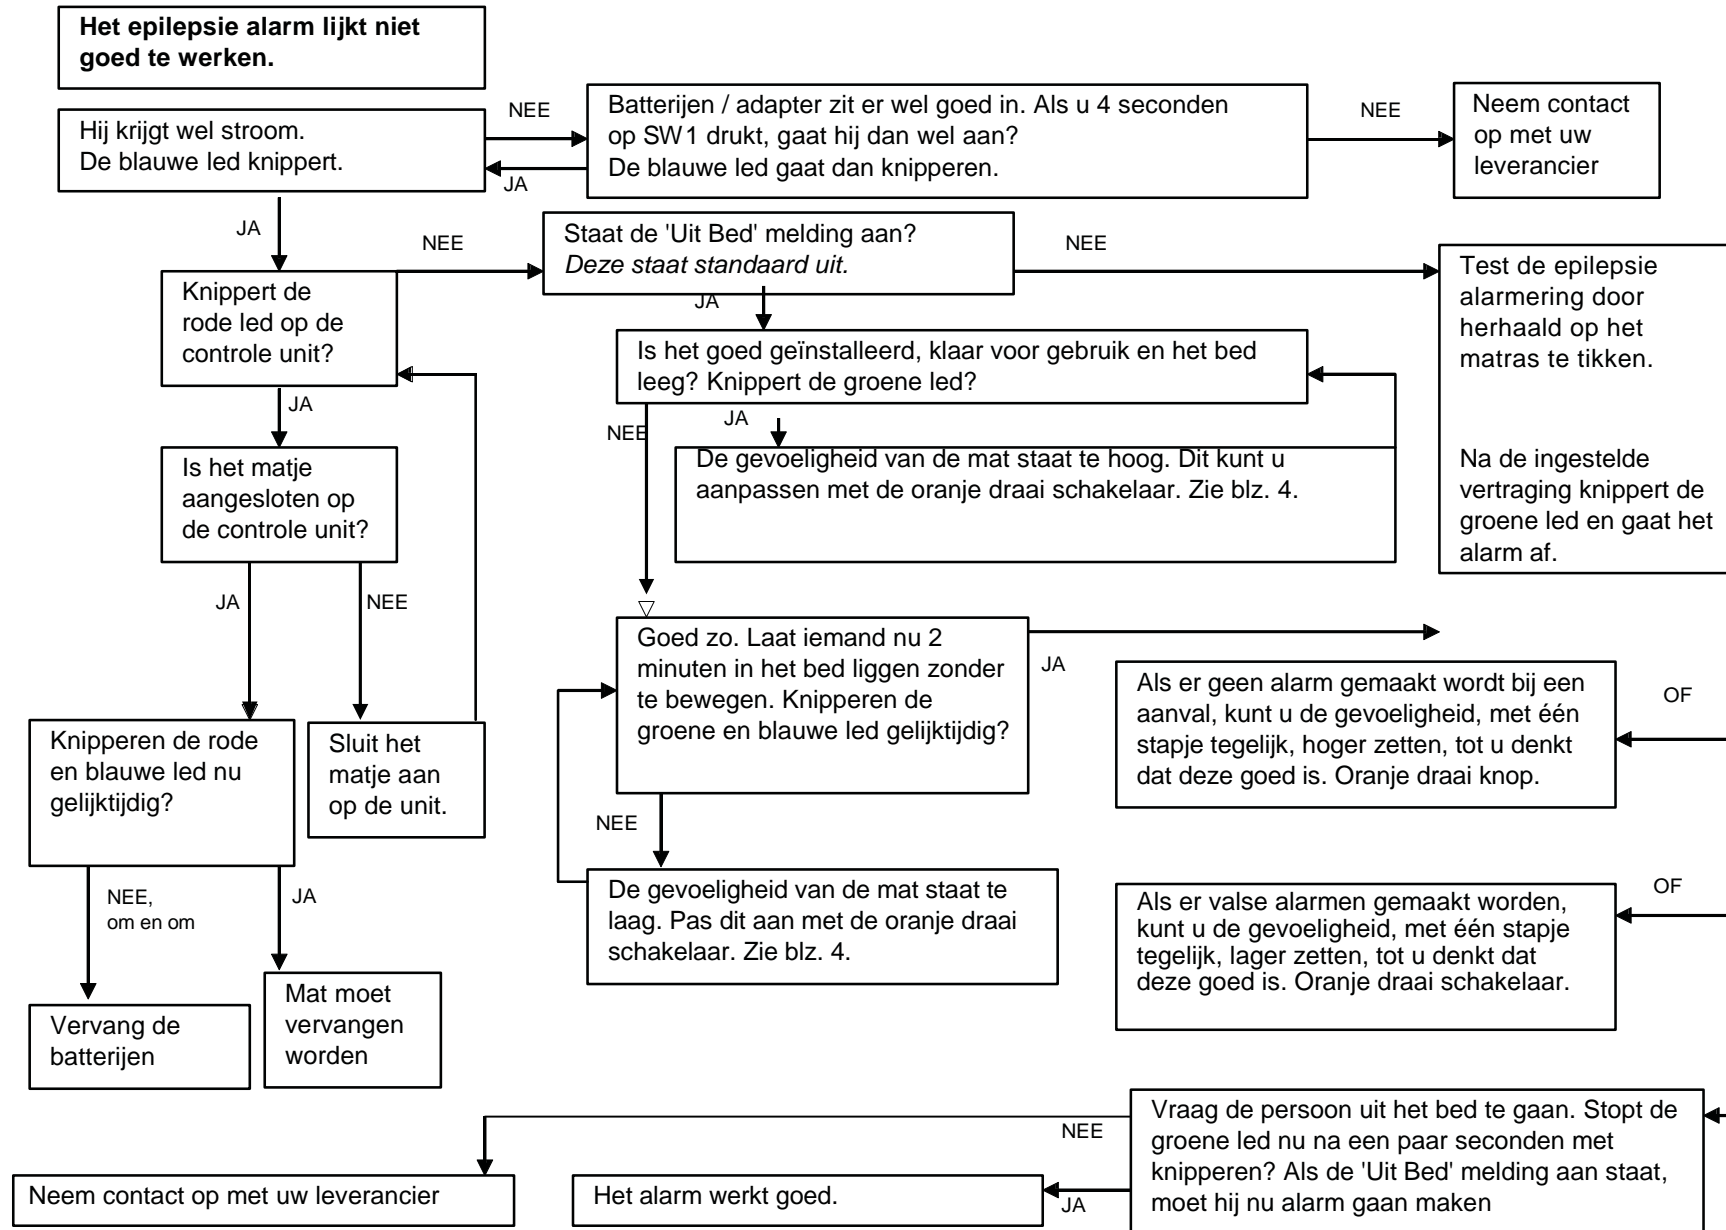 Het epilepsie alarm lijkt niet
goed te werken.
Hij krijgt wel stroom.
De blauwe led knippert.
NEE
JA
Batterijen / adapter zit er wel goed in. Als u 4 seconden
op SW1 drukt, gaat hij dan wel aan?
De blauwe led gaat dan knipperen.
NEE
Neem contact
op met uw
leverancier
JA
Knippert de
rode led op de
controle unit?
NEE
Staat de 'Uit Bed' melding aan?
Deze staat standaard uit.
NEE
Test de epilepsie
alarmering door
herhaald op het
matras te tikken.
Na de ingestelde
vertraging knippert de
groene led en gaat het
alarm af.
JA
Is het goed geïnstalleerd, klaar voor gebruik en het bed
leeg? Knippert de groene led?
NEE
JA
De gevoeligheid van de mat staat te hoog. Dit kunt u
aanpassen met de oranje draai schakelaar. Zie blz. 4.
JA
Is het matje
aangesloten op
de controle unit?
JA
NEE
Knipperen de rode
en blauwe led nu
gelijktijdig?
Sluit het
matje aan
op de unit.
NEE,
om en om
JA
Vervang de
batterijen
Mat moet
vervangen
worden
Goed zo. Laat iemand nu 2
minuten in het bed liggen zonder
te bewegen. Knipperen de
groene en blauwe led gelijktijdig?
JA
NEE
De gevoeligheid van de mat staat te
laag. Pas dit aan met de oranje draai
schakelaar. Zie blz. 4.
Als er geen alarm gemaakt wordt bij een
aanval, kunt u de gevoeligheid, met één
stapje tegelijk, hoger zetten, tot u denkt
dat deze goed is. Oranje draai knop.
OF
Als er valse alarmen gemaakt worden,
kunt u de gevoeligheid, met één stapje
tegelijk, lager zetten, tot u denkt dat
deze goed is. Oranje draai schakelaar.
OF
Vraag de persoon uit het bed te gaan. Stopt de
groene led nu na een paar seconden met
knipperen? Als de 'Uit Bed' melding aan staat,
moet hij nu alarm gaan maken
NEE
JA
Neem contact op met uw leverancier
Het alarm werkt goed.